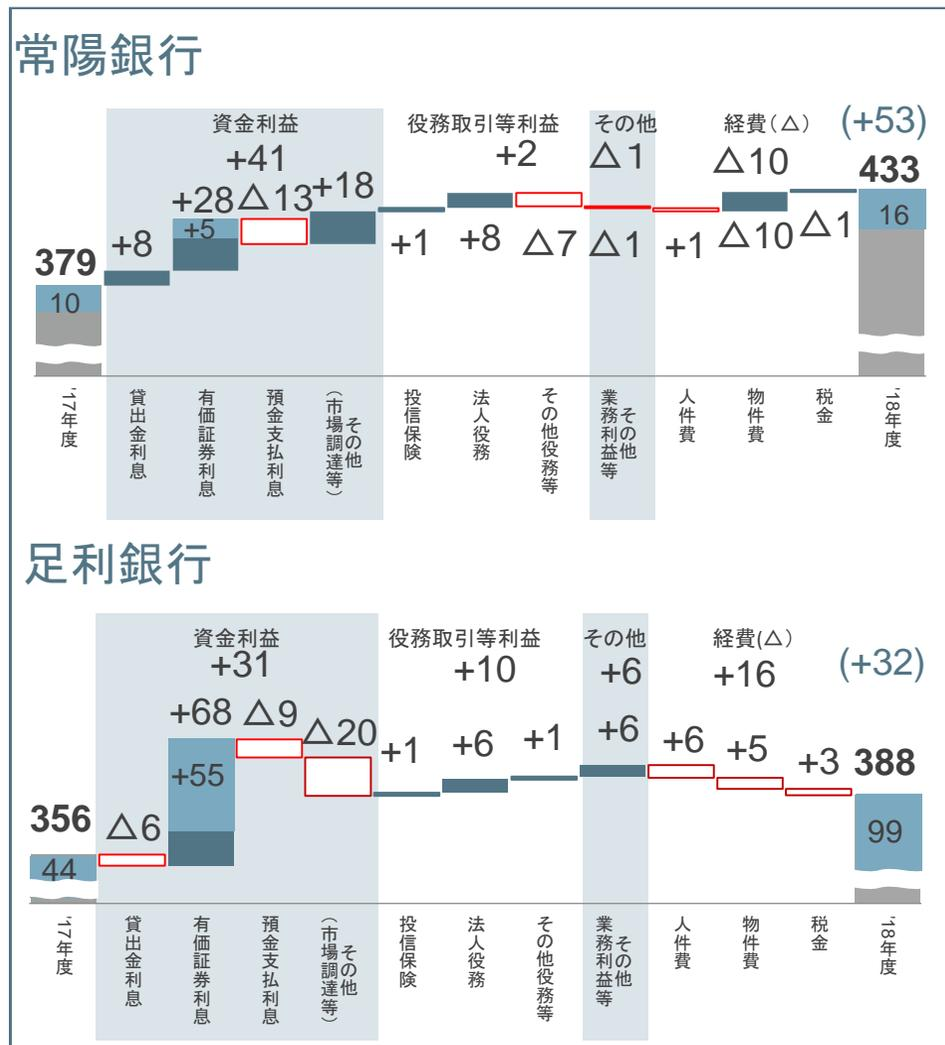 常陽銀行
資金利益
+41
役務取引等利益
+2
その他
△1
経費(△)
△10
(+53)
379
10
+8
+28
+5
△13
+18
+1
+8
△7
△1
+1
△10
△1
433
16
'17年度
貸出金利息
有価証券利息
預金支払利息
その他
(市場調達等)
投信保険
法人役務
その他役務等
その他
業務利益等
人件費
物件費
税金
'18年度
足利銀行
資金利益
+31
役務取引等利益
+10
その他
+6
経費(△)
+16
(+32)
356
44
△6
+68
+55
△9
△20
+1
+6
+1
+6
+6
+5
+3
388
99
'17年度
貸出金利息
有価証券利息
預金支払利息
その他
(市場調達等)
投信保険
法人役務
その他役務等
その他
業務利益等
人件費
物件費
税金
'18年度